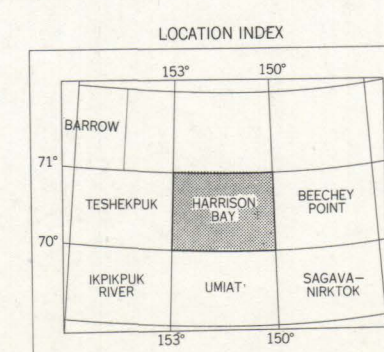 LOCATION INDEX
153° 150°
BARROW
71°
TESHEKPUK HARRISON BAY BEECHEY POINT
70°
IKPIKPUK RIVER UMIAT SAGAVA–NIRKTOK
153° 150°